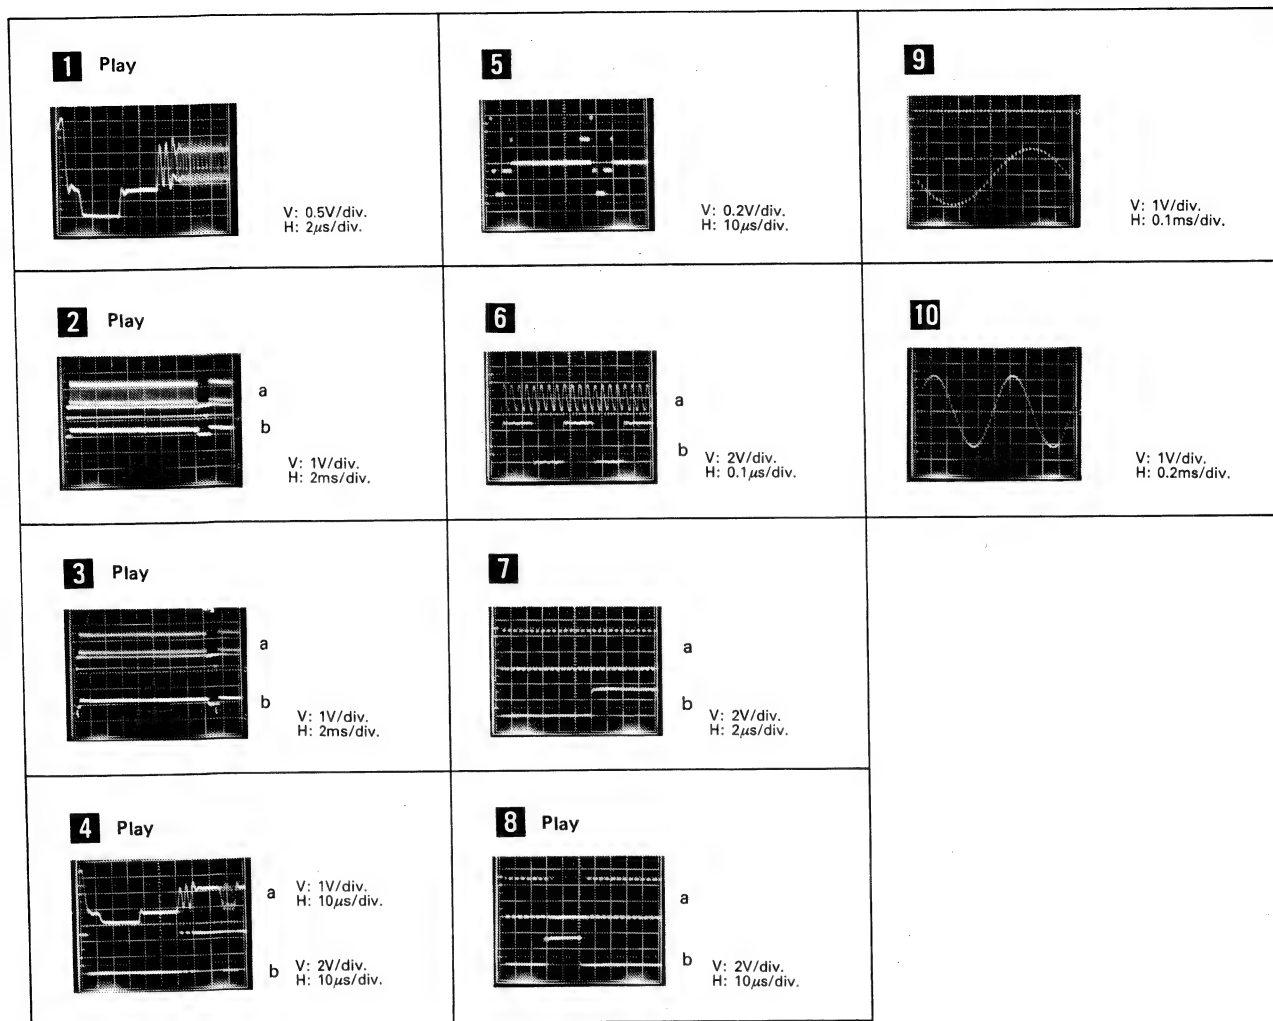 1 Play
V: 0.5V/div.
H: 2μs/div.
2 Play
a
b
V: 1V/div.
H: 2ms/div.
3 Play
a
b
V: 1V/div.
H: 2ms/div.
4 Play
a
V: 1V/div.
H: 10μs/div.
b
V: 2V/div.
H: 10μs/div.
5
V: 0.2V/div.
H: 10μs/div.
6
a
b
V: 2V/div.
H: 0.1μs/div.
7
a
b
V: 2V/div.
H: 2μs/div.
8 Play
a
b
V: 2V/div.
H: 10μs/div.
9
V: 1V/div.
H: 0.1ms/div.
10
V: 1V/div.
H: 0.2ms/div.